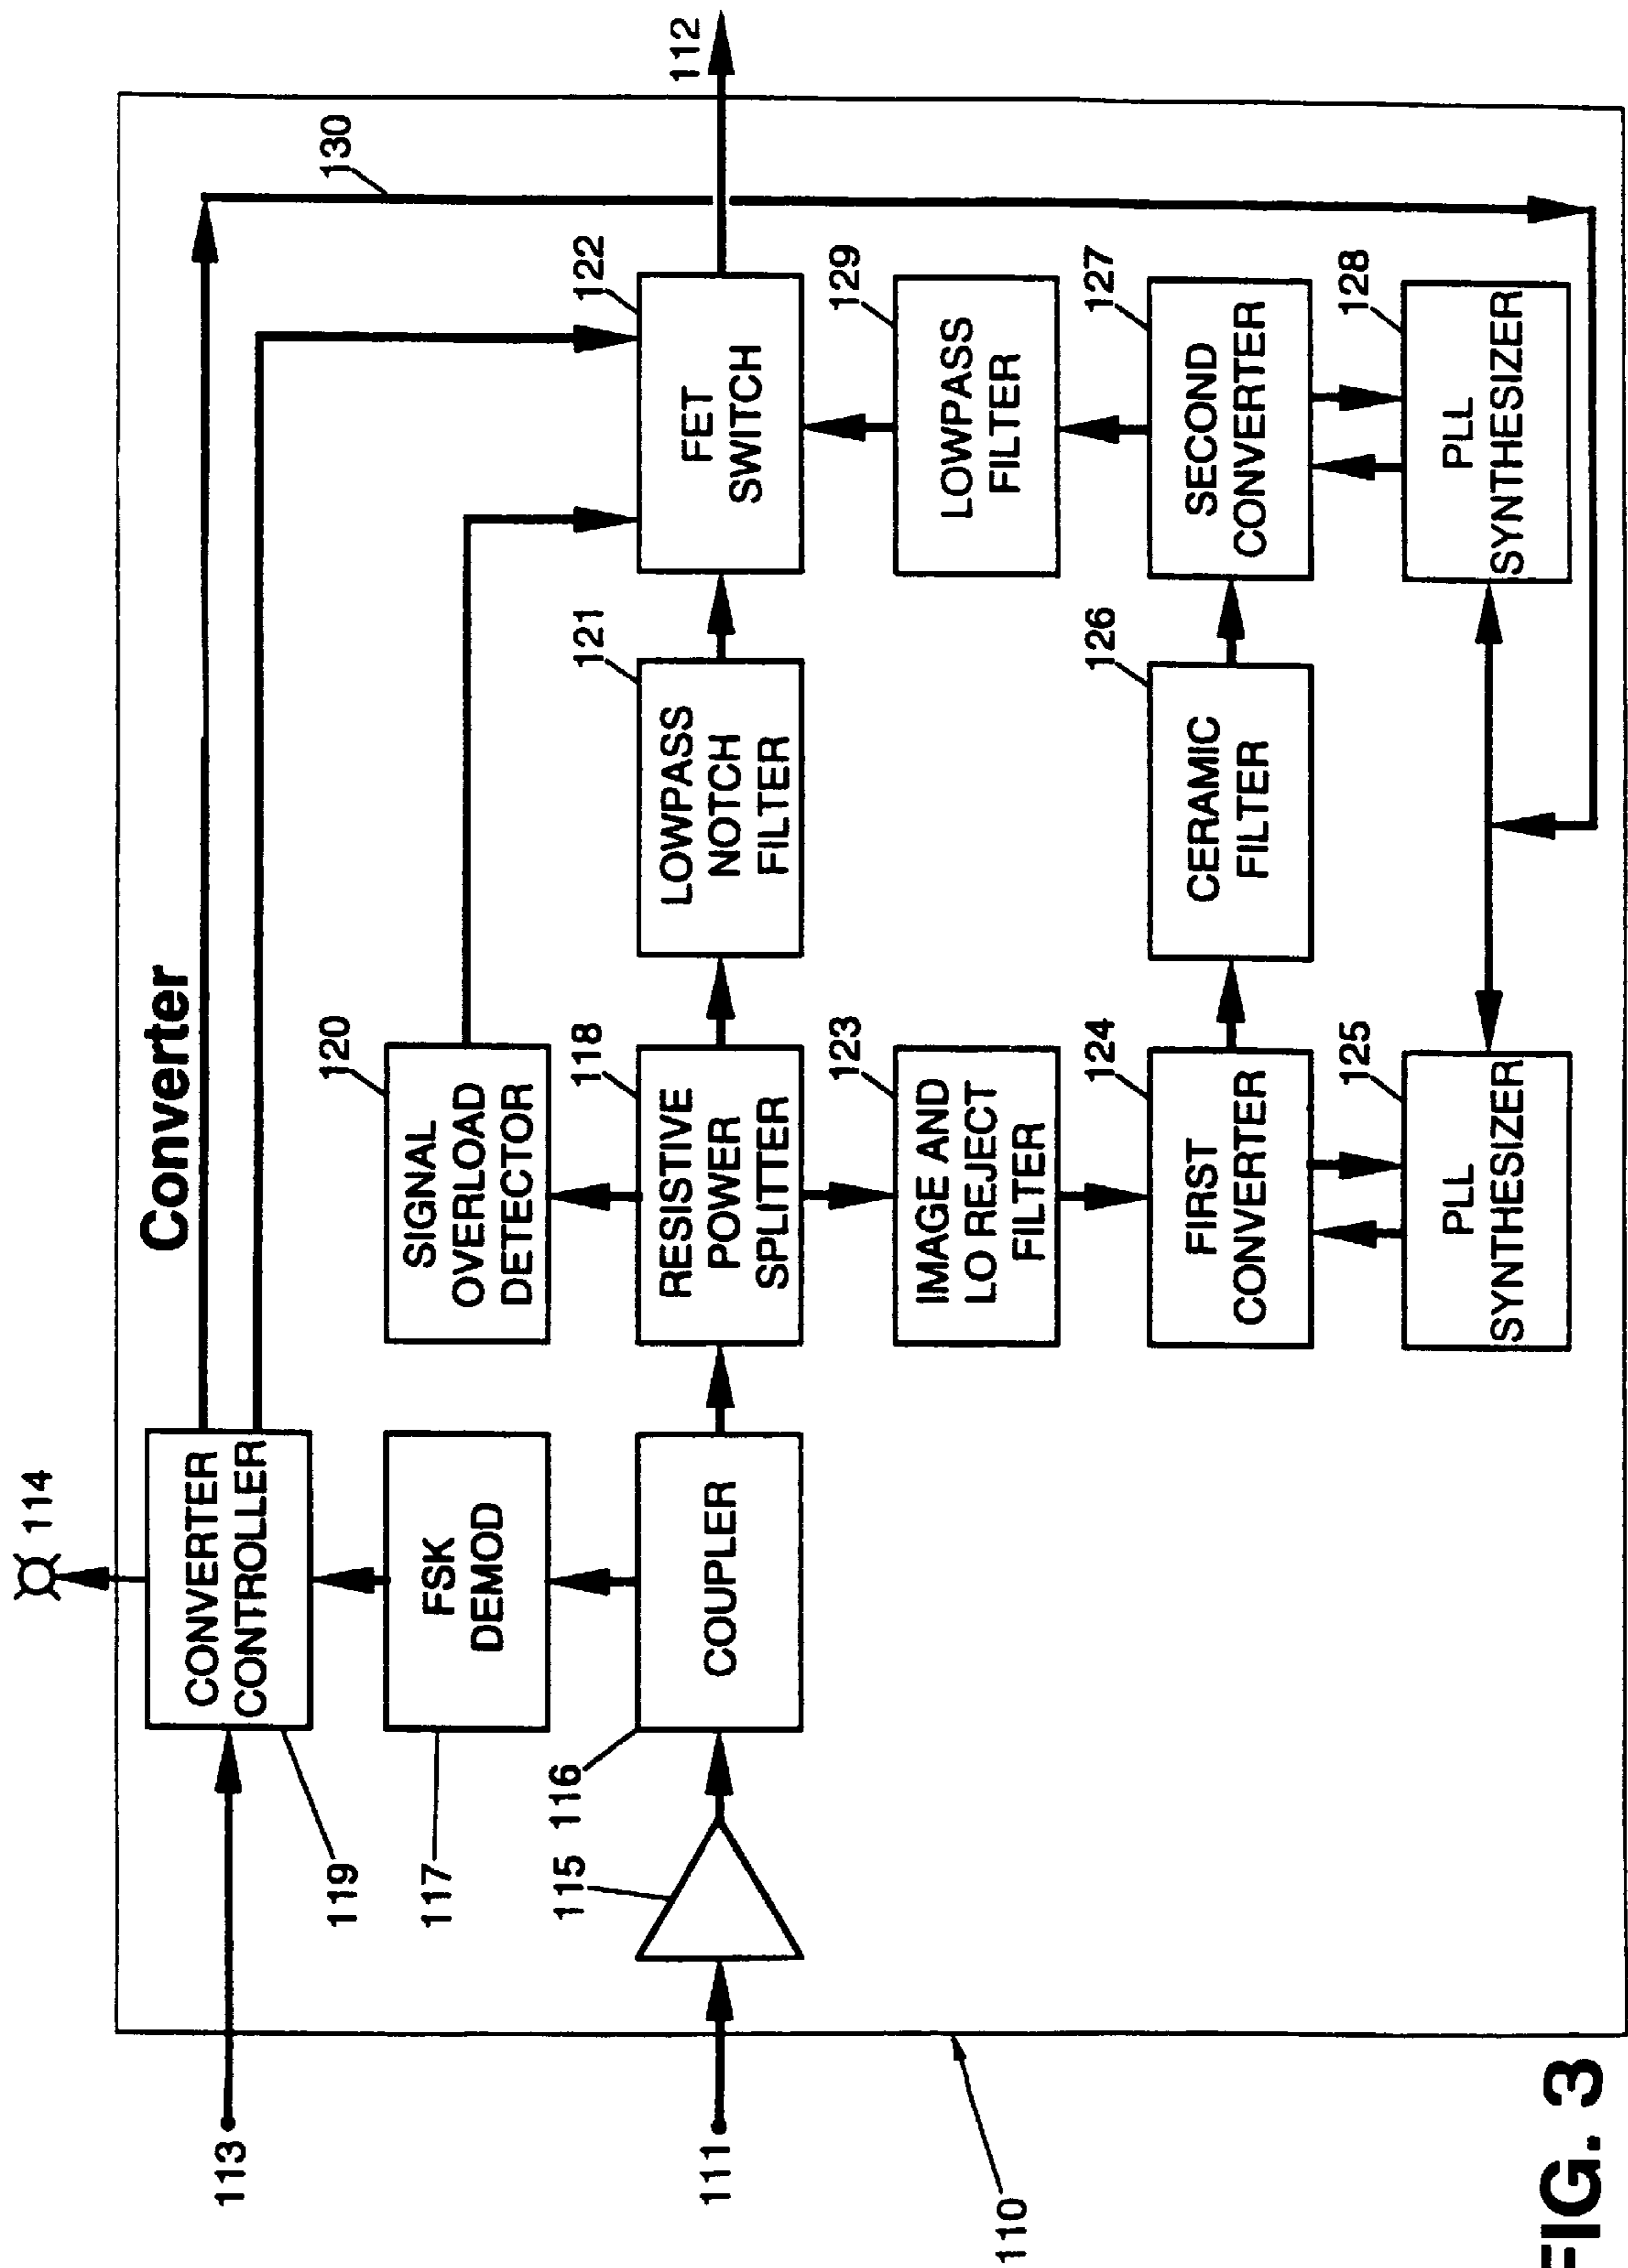 114
112
Converter
130
CONVERTER
CONTROLLER
119
113
120
SIGNAL
OVERLOAD
DETECTOR
FSK
DEMOD
117
122
FET
SWITCH
121
LOWPASS
NOTCH
FILTER
118
RESISTIVE
POWER
SPLITTER
COUPLER
116
115
111
129
LOWPASS
FILTER
123
IMAGE AND
LO REJECT
FILTER
127
SECOND
CONVERTER
126
CERAMIC
FILTER
124
FIRST
CONVERTER
128
PLL
SYNTHESIZER
125
PLL
SYNTHESIZER
110
FIG. 3